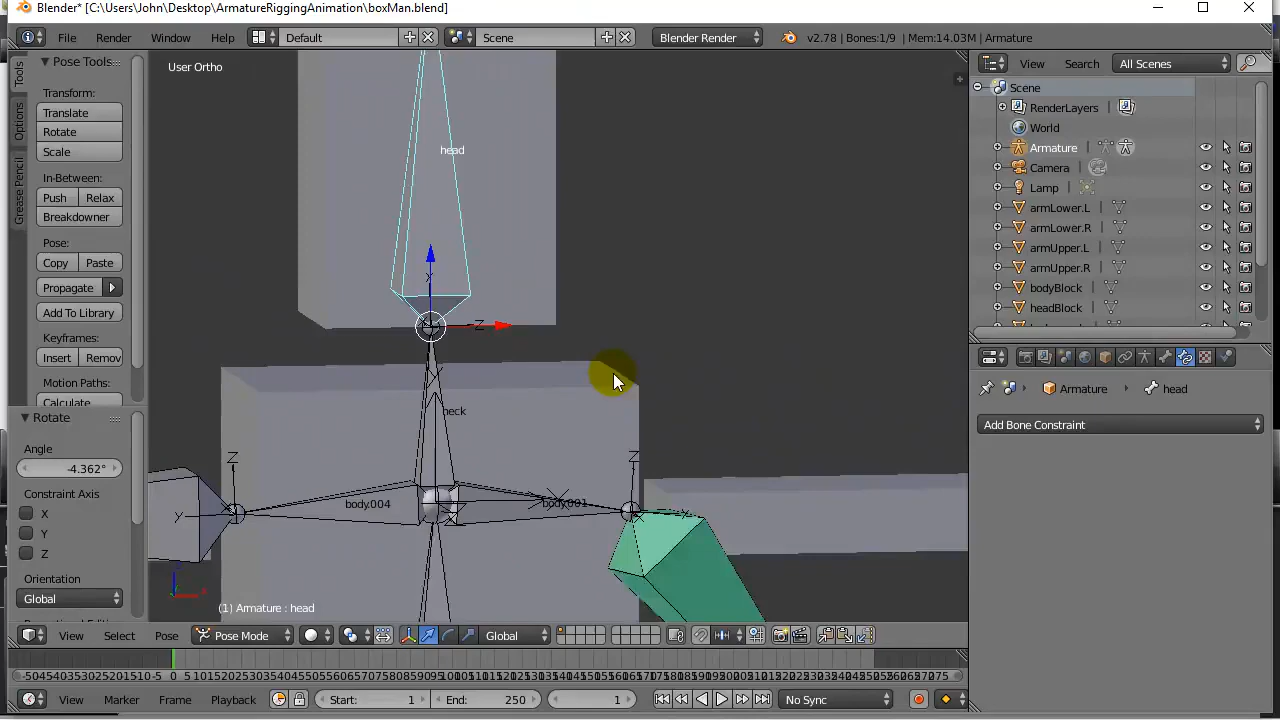 Blender* [C:\Users\John\Desktop\ArmatureRiggingAnimation\boxMan.blend]
File Render Window Help Default Scene Blender Render v2.78 | Bones:1/9 | Mem:14.03M | Armature
Tools
Options
Grease Pencil
Pose Tools
Transform:
Translate
Rotate
Scale
In-Between:
Push Relax
Breakdowner
Pose:
Copy Paste
Propagate
Add To Library
Keyframes:
Insert Remov
Motion Paths:
Calculate
Rotate
Angle
-4.362°
Constraint Axis
X
Y
Z
Orientation
Global
User Ortho
head
Z
neck
Z
Z
body.004
body.001
y
(1) Armature : head
View Select Pose Pose Mode Global
View Search All Scenes
Scene
RenderLayers
World
Armature
Camera
Lamp
armLower.L
armLower.R
armUpper.L
armUpper.R
bodyBlock
headBlock
Armature head
Add Bone Constraint
View Marker Frame Playback Start: 1 End: 250 1 No Sync